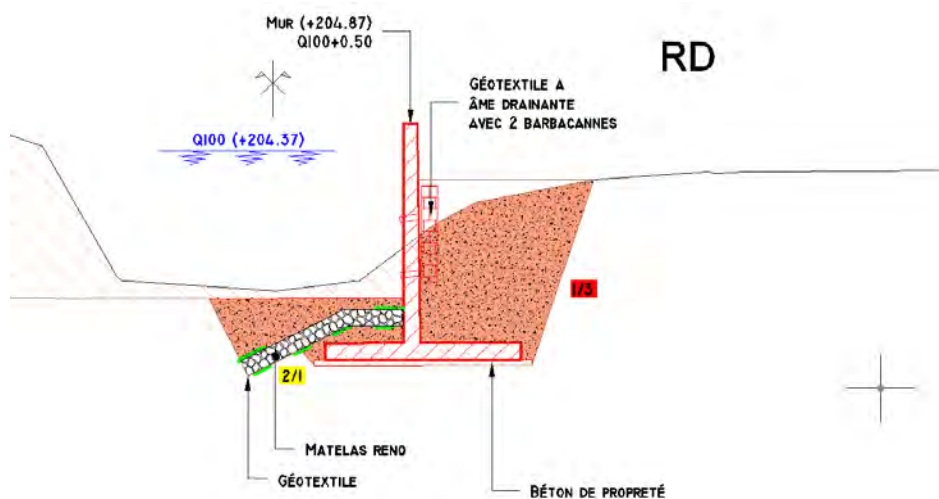 MUR (+204.87)
Q100+0.50
RD
GÉOTEXTILE A
ÂME DRAINANTE
AVEC 2 BARBACANNES
Q100 (+204.37)
1/3
2/1
MATELAS RENO
GÉOTEXTILE
BÉTON DE PROPRETÉ